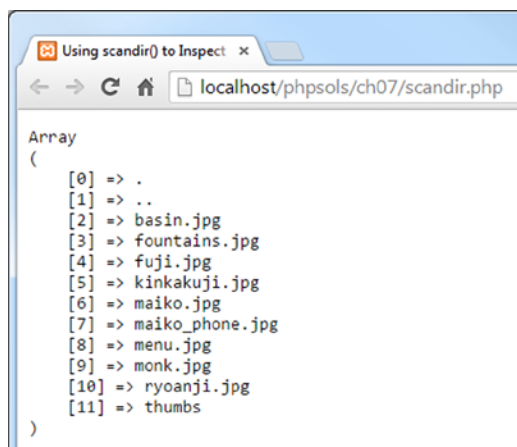 Using scandir() to Inspect
localhost/phpsols/ch07/scandir.php
Array
(
[0] => .
[1] => ..
[2] => basin.jpg
[3] => fountains.jpg
[4] => fuji.jpg
[5] => kinkakuji.jpg
[6] => maiko.jpg
[7] => maiko_phone.jpg
[8] => menu.jpg
[9] => monk.jpg
[10] => ryoanji.jpg
[11] => thumbs
)